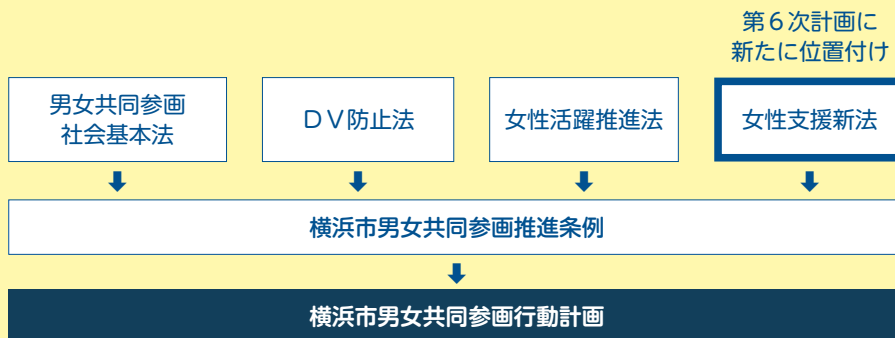 第６次計画に
新たに位置付け
男女共同参画
社会基本法
ＤＶ防止法
女性活躍推進法
女性支援新法
横浜市男女共同参画推進条例
横浜市男女共同参画行動計画